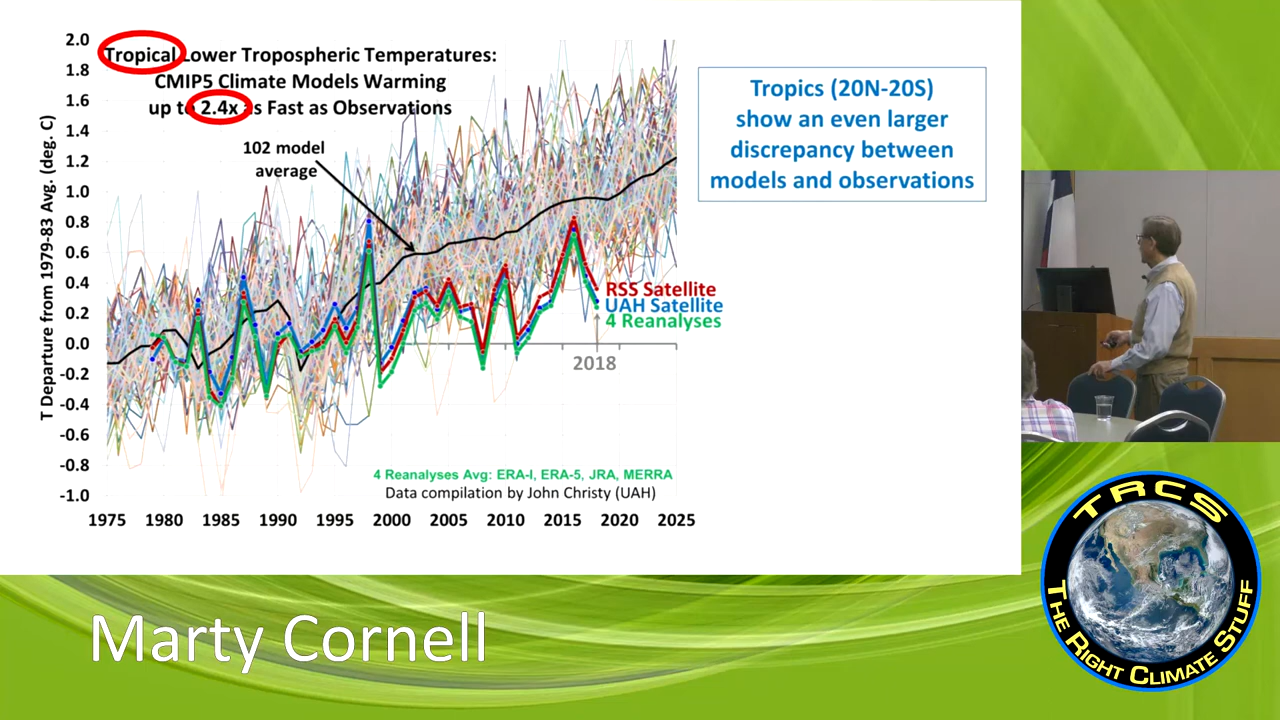 Tropical Lower Tropospheric Temperatures:
CMIP5 Climate Models Warming
up to 2.4x as Fast as Observations
T Departure from 1979-83 Avg. (deg. C)
2.0
1.8
1.6
1.4
1.2
1.0
0.8
0.6
0.4
0.2
0.0
-0.2
-0.4
-0.6
-0.8
-1.0
102 model
average
RSS Satellite
UAH Satellite
4 Reanalyses
2018
4 Reanalyses Avg: ERA-I, ERA-5, JRA, MERRA
Data compilation by John Christy (UAH)
1975 1980 1985 1990 1995 2000 2005 2010 2015 2020 2025
Tropics (20N-20S)
show an even larger
discrepancy between
models and observations
Marty Cornell
TRCS
THE RIGHT CLIMATE STUFF